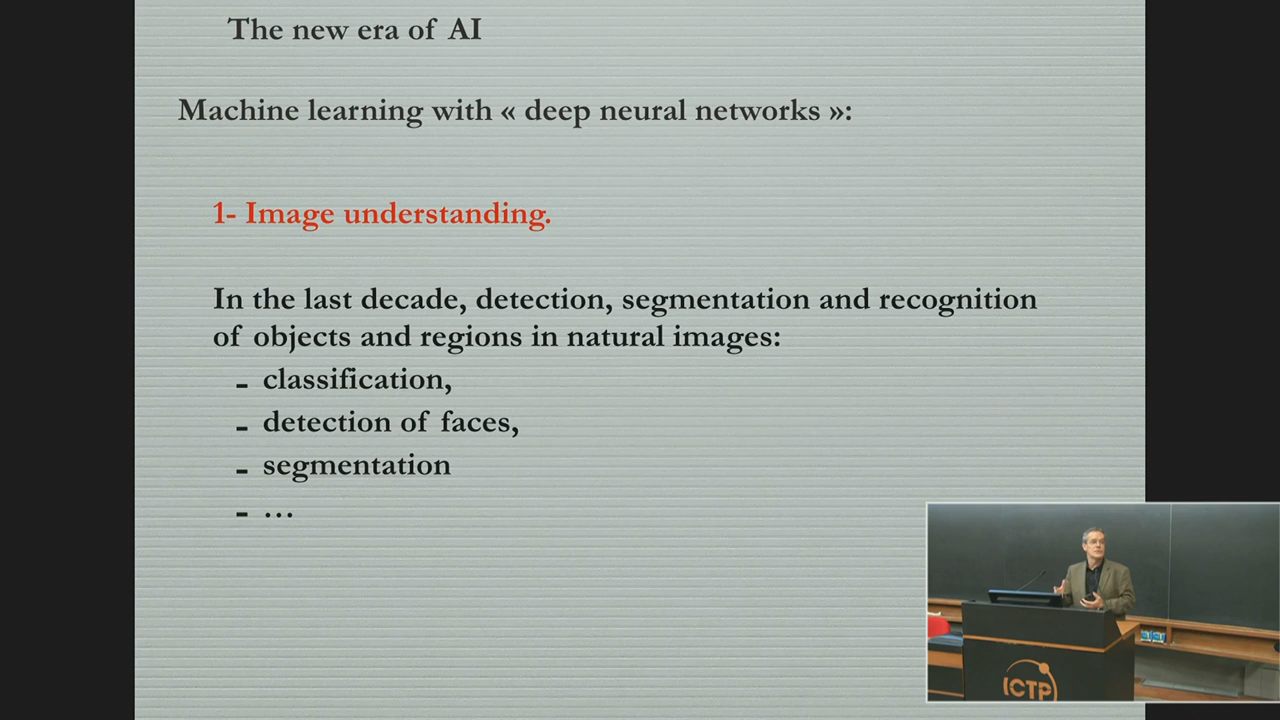 The new era of AI
Machine learning with « deep neural networks »:
1- Image understanding.
In the last decade, detection, segmentation and recognition
of objects and regions in natural images:
- classification,
- detection of faces,
- segmentation
- …
ICTP